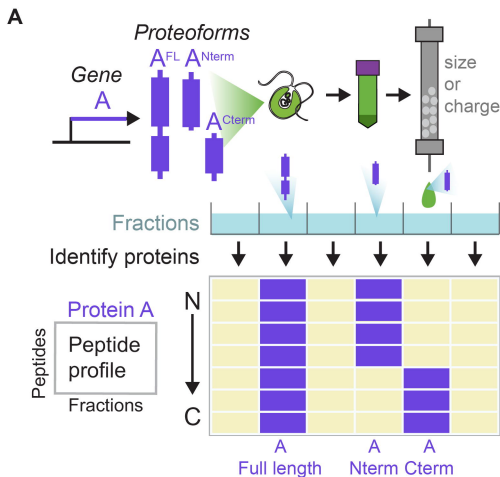 A
Proteoforms
Gene
A
A^FL
A^Nterm
A^Cterm
size
or
charge
Fractions
Identify proteins
Protein A
Peptides
Peptide
profile
Fractions
N
C
A
Full length
A
Nterm
A
Cterm